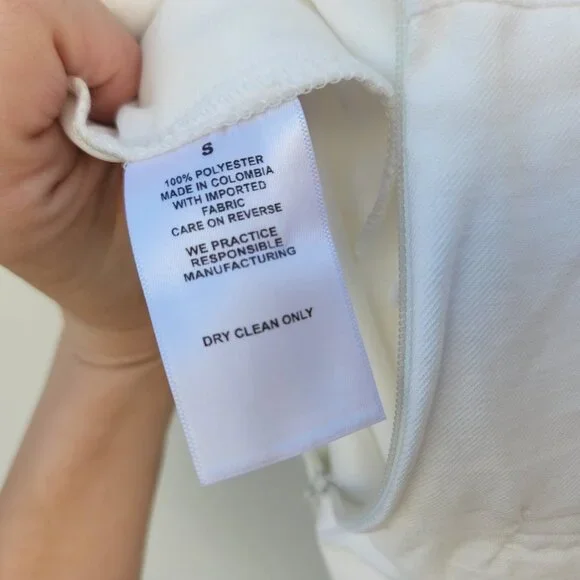 S
100% POLYESTER
MADE IN COLOMBIA
WITH IMPORTED
FABRIC
CARE ON REVERSE
WE PRACTICE
RESPONSIBLE
MANUFACTURING
DRY CLEAN ONLY